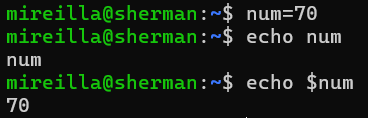 mireilla@sherman:~$ num=70
mireilla@sherman:~$ echo num
num
mireilla@sherman:~$ echo $num
70